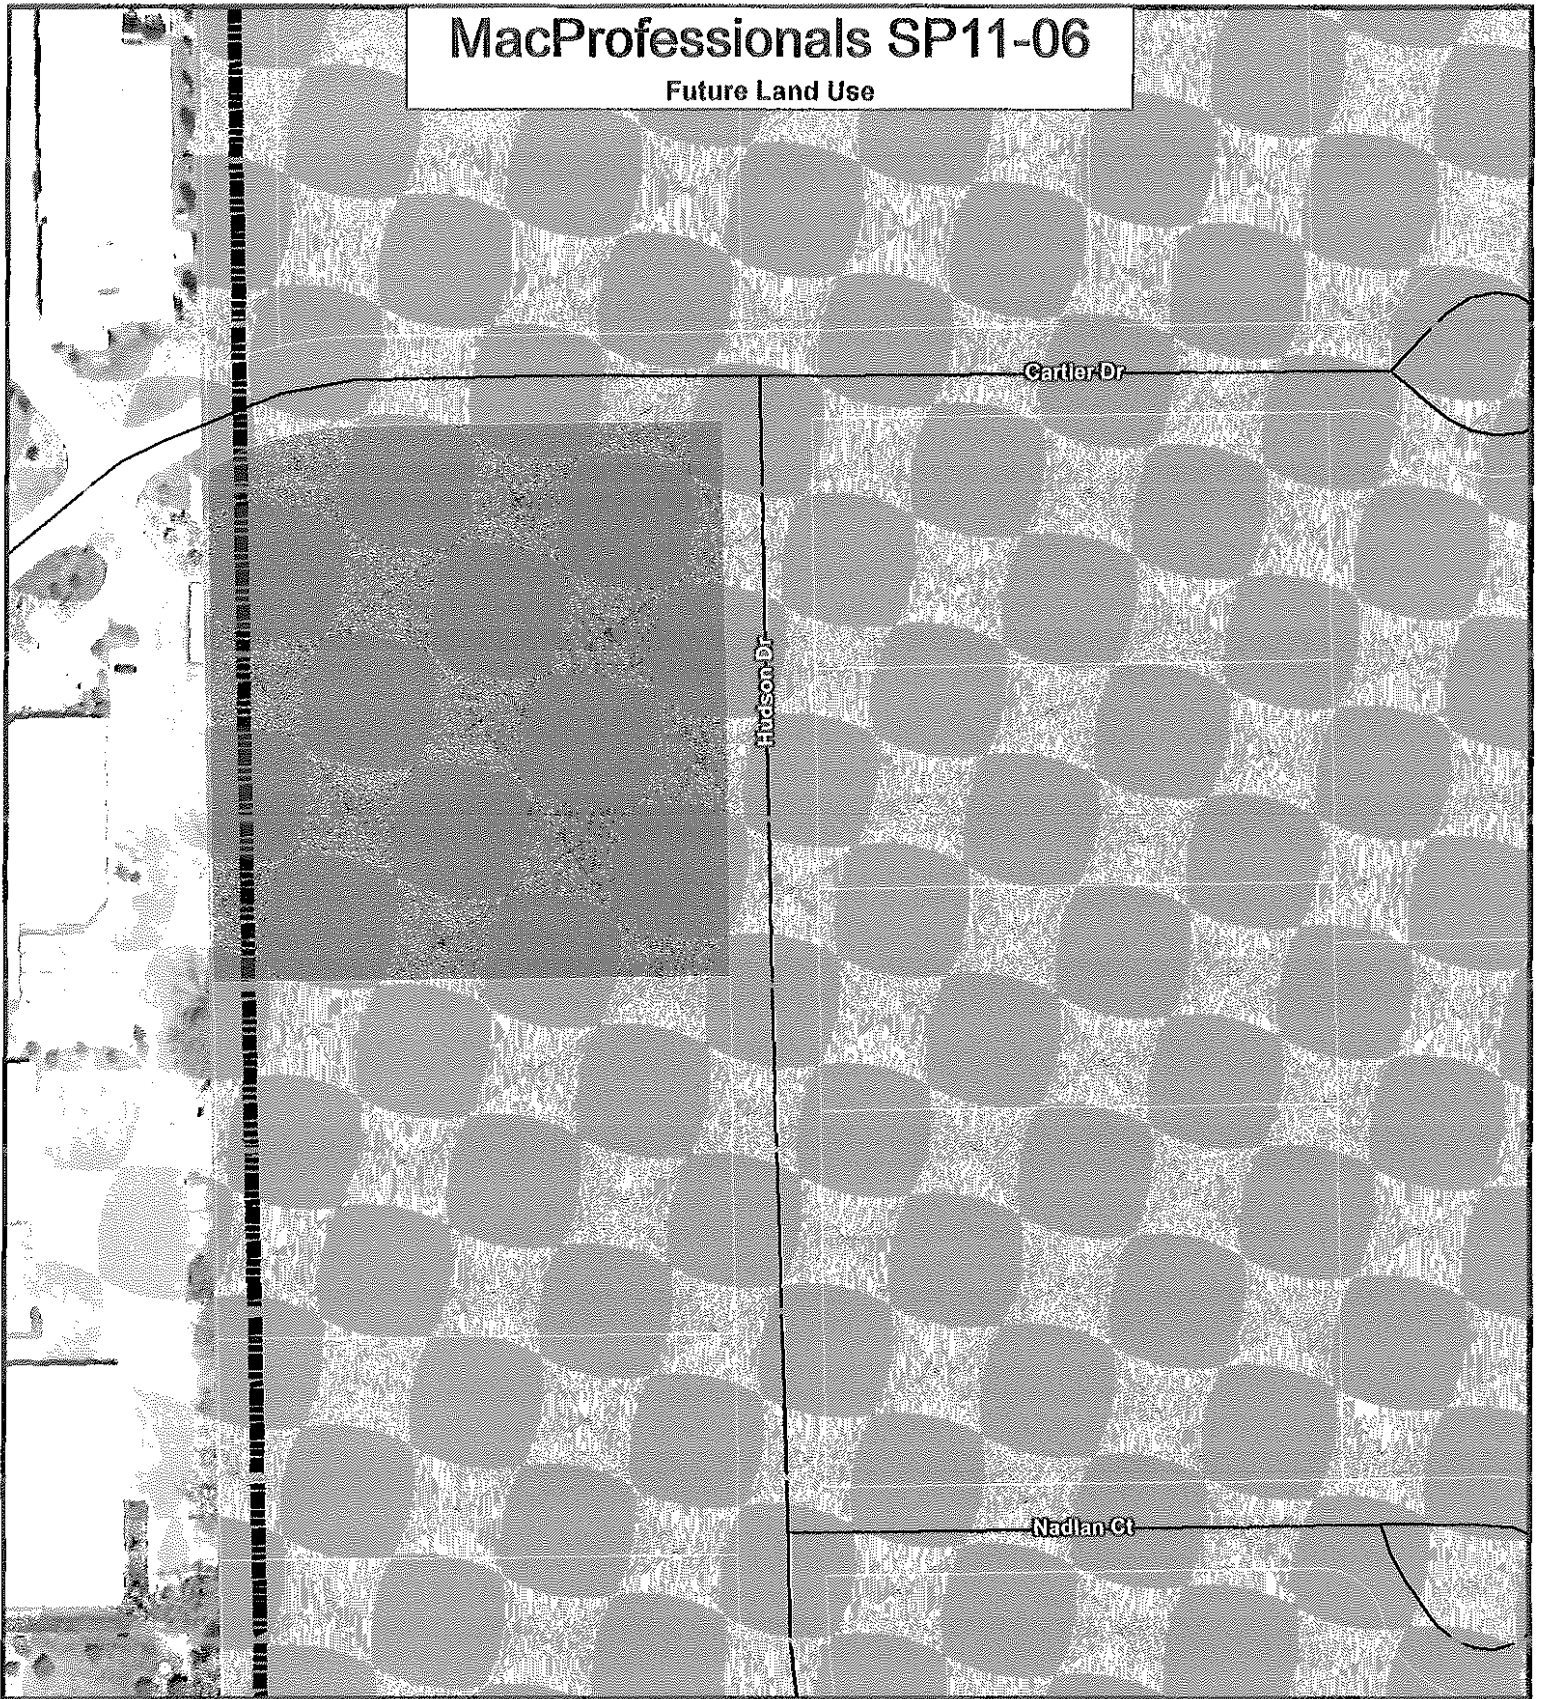 MacProfessionals SP11-06
Future Land Use
Cartier Dr
Hudson Dr
Nadlan Ct